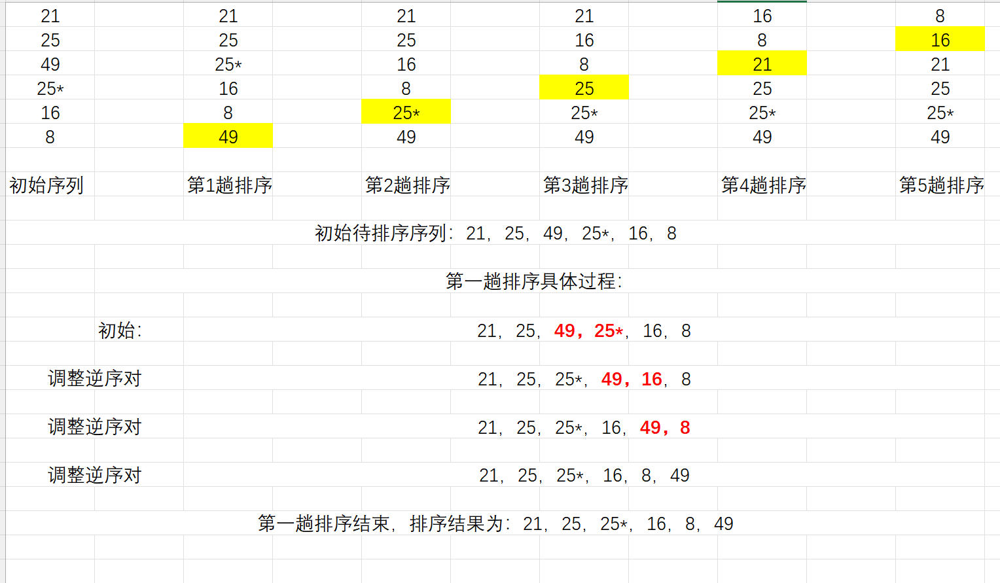 21 21 21 21 16 8
25 25 25 16 8 16
49 25* 16 8 21 21
25* 16 8 25 25 25
16 8 25* 25* 25* 25*
8 49 49 49 49 49
初始序列 第1趟排序 第2趟排序 第3趟排序 第4趟排序 第5趟排序
初始待排序序列：21，25，49，25*，16，8
第一趟排序具体过程：
初始： 21，25，49，25*，16，8
调整逆序对 21，25，25*，49，16，8
调整逆序对 21，25，25*，16，49，8
调整逆序对 21，25，25*，16，8，49
第一趟排序结束，排序结果为：21，25，25*，16，8，49